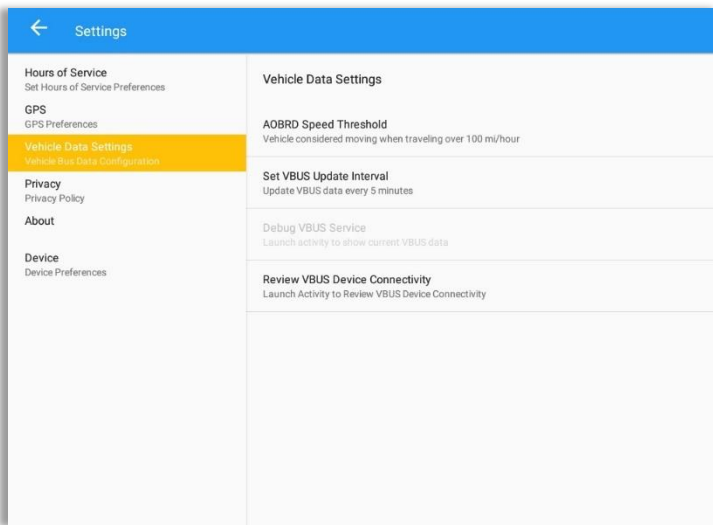 Settings
Hours of Service
Set Hours of Service Preferences
GPS
GPS Preferences
Vehicle Data Settings
Vehicle Bus Data Configuration
Privacy
Privacy Policy
About
Device
Device Preferences
Vehicle Data Settings
AOBRD Speed Threshold
Vehicle considered moving when traveling over 100 mi/hour
Set VBUS Update Interval
Update VBUS data every 5 minutes
Debug VBUS Service
Launch activity to show current VBUS data
Review VBUS Device Connectivity
Launch Activity to Review VBUS Device Connectivity